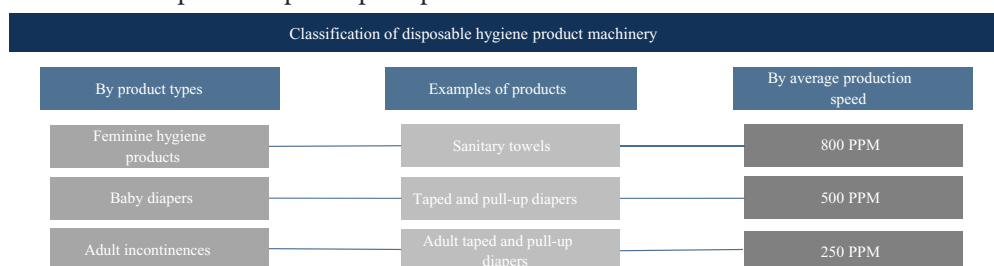 Classification of disposable hygiene product machinery
By product types
Examples of products
By average production
speed
Feminine hygiene
products
Sanitary towels
800 PPM
Baby diapers
Taped and pull-up diapers
500 PPM
Adult incontinences
Adult taped and pull-up
diapers
250 PPM